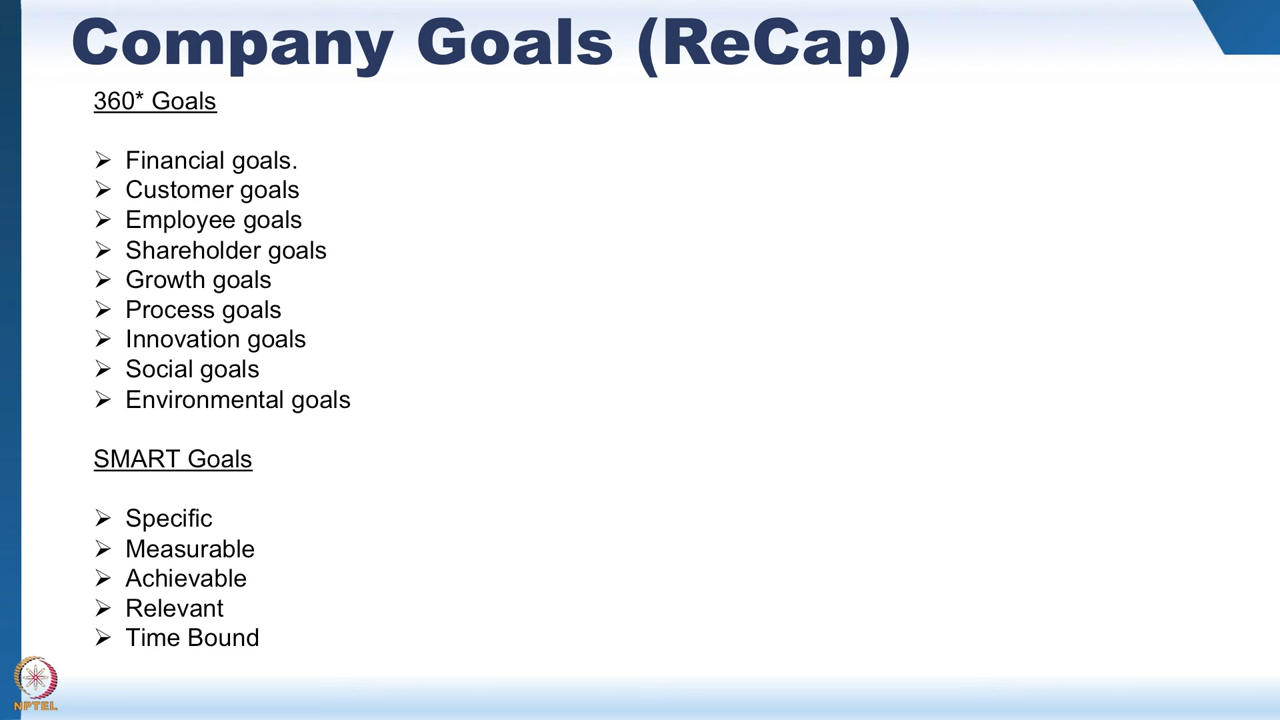 Company Goals (ReCap)
360* Goals
➢ Financial goals.
➢ Customer goals
➢ Employee goals
➢ Shareholder goals
➢ Growth goals
➢ Process goals
➢ Innovation goals
➢ Social goals
➢ Environmental goals
SMART Goals
➢ Specific
➢ Measurable
➢ Achievable
➢ Relevant
➢ Time Bound
NPTEL